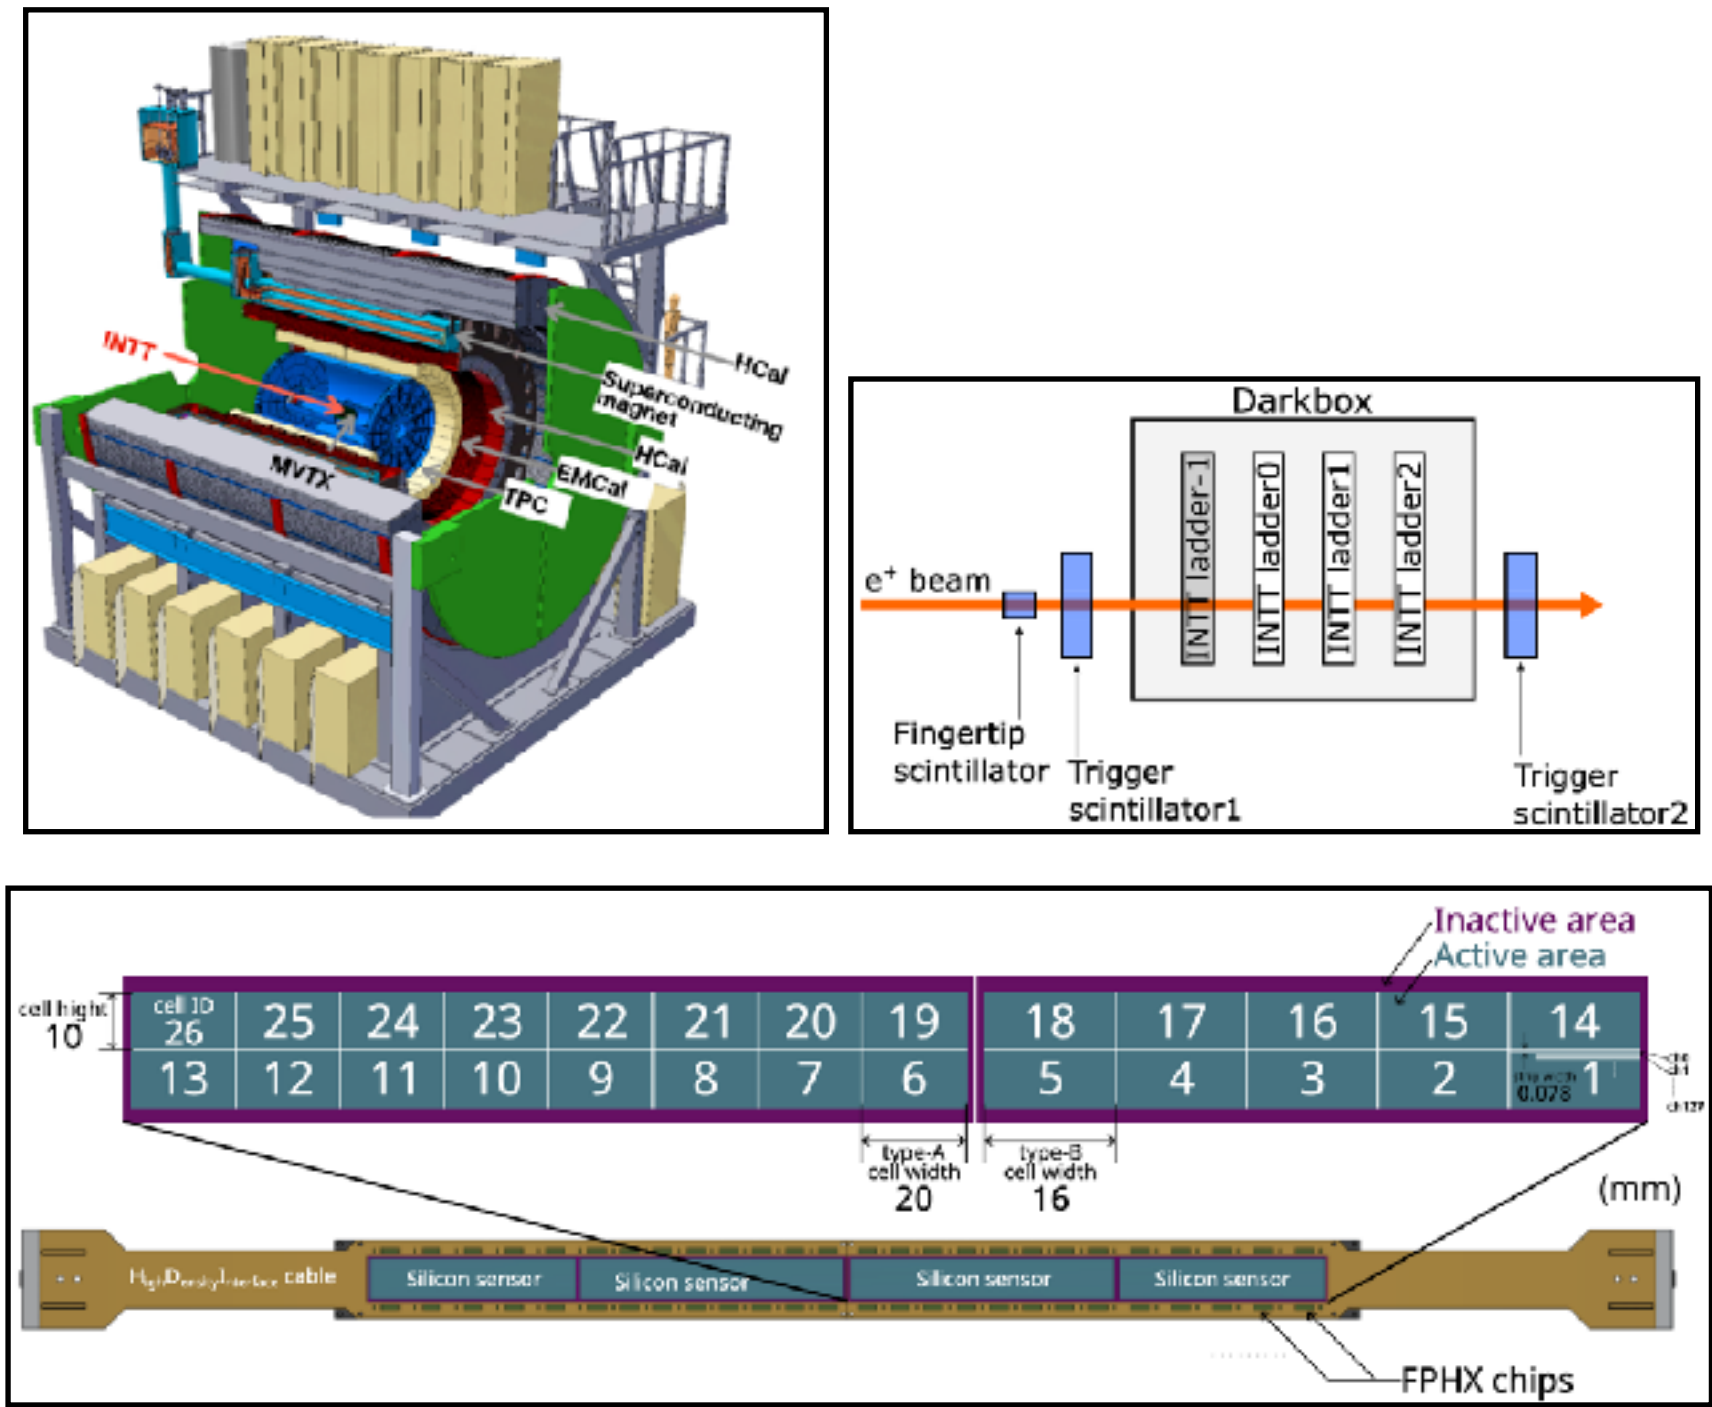 INTT
HCal
Superconducting
magnet
HCal
EMCal
TPC
MVTX
Darkbox
INTT ladder-1
INTT ladder0
INTT ladder1
INTT ladder2
e⁺ beam
Fingertip
scintillator
Trigger
scintillator1
Trigger
scintillator2
Inactive area
Active area
cell hight
10
cell ID
26 25 24 23 22 21 20 19 18 17 16 15 14
13 12 11 10 9 8 7 6 5 4 3 2 1
strip width
0.078
ch127
type-A
cell width
20
type-B
cell width
16
(mm)
HighDensityInterface cable
Silicon sensor
Silicon sensor
Silicon sensor
Silicon sensor
FPHX chips